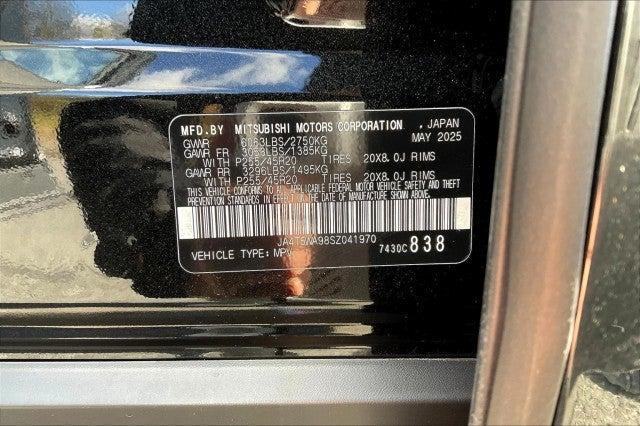 MFD.BY MITSUBISHI MOTORS CORPORATION , JAPAN
GVWR 6063LBS/2750KG MAY 2025
GAWR FR 3053LBS/1385KG
WITH P255/45R20 TIRES 20X8.0J RIMS
GAWR RR 3296LBS/1495KG
WITH P255/45R20 TIRES 20X8.0J RIMS
THIS VEHICLE CONFORMS TO ALL APPLICABLE FEDERAL MOTOR VEHICLE SAFETY AND THEFT
PREVENTION STANDARDS IN EFFECT ON THE DATE OF MANUFACTURE SHOWN ABOVE.
JA4T5WA98SZ041970
VEHICLE TYPE: MPV 7430C 838